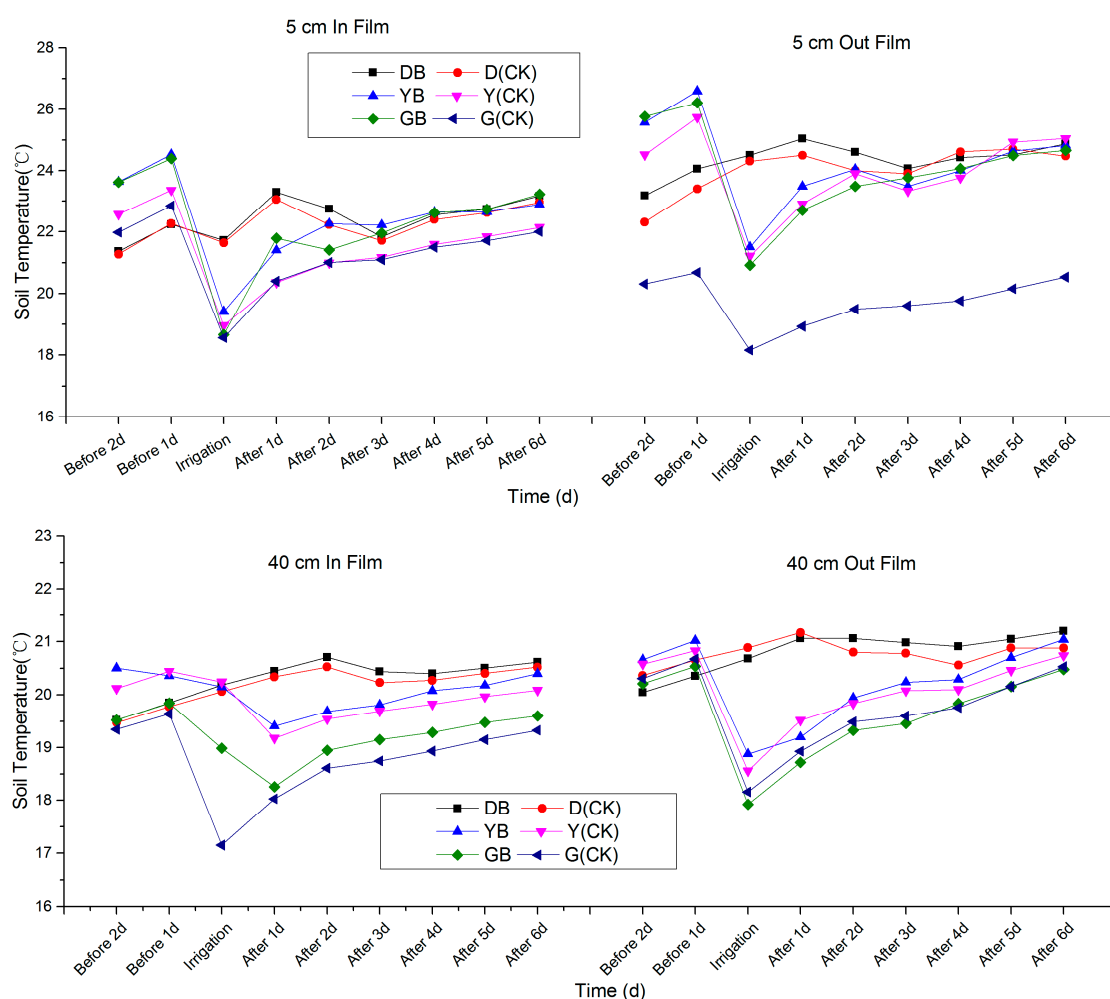 5 cm In Film
5 cm Out Film
DB D(CK)
YB Y(CK)
GB G(CK)
Soil Temperature(℃)
28
26
24
22
20
18
16
Before 2d Before 1d Irrigation After 1d After 2d After 3d After 4d After 5d After 6d Before 2d Before 1d Irrigation After 1d After 2d After 3d After 4d After 5d After 6d
Time (d)
40 cm In Film
40 cm Out Film
Soil Temperature(℃)
23
22
21
20
19
18
17
16
DB D(CK)
YB Y(CK)
GB G(CK)
Before 2d Before 1d Irrigation After 1d After 2d After 3d After 4d After 5d After 6d Before 2d Before 1d Irrigation After 1d After 2d After 3d After 4d After 5d After 6d
Time (d)